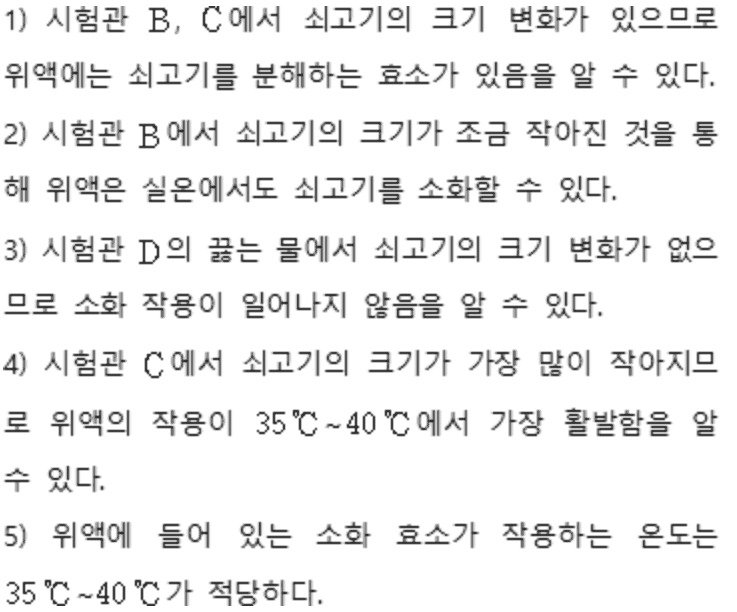 1) 시험관 B, C에서 쇠고기의 크기 변화가 있으므로
위액에는 쇠고기를 분해하는 효소가 있음을 알 수 있다.
2) 시험관 B에서 쇠고기의 크기가 조금 작아진 것을 통
해 위액은 실온에서도 쇠고기를 소화할 수 있다.
3) 시험관 D의 끓는 물에서 쇠고기의 크기 변화가 없으
므로 소화 작용이 일어나지 않음을 알 수 있다.
4) 시험관 C에서 쇠고기의 크기가 가장 많이 작아지므
로 위액의 작용이 35℃~40℃에서 가장 활발함을 알
수 있다.
5) 위액에 들어 있는 소화 효소가 작용하는 온도는
35℃~40℃가 적당하다.